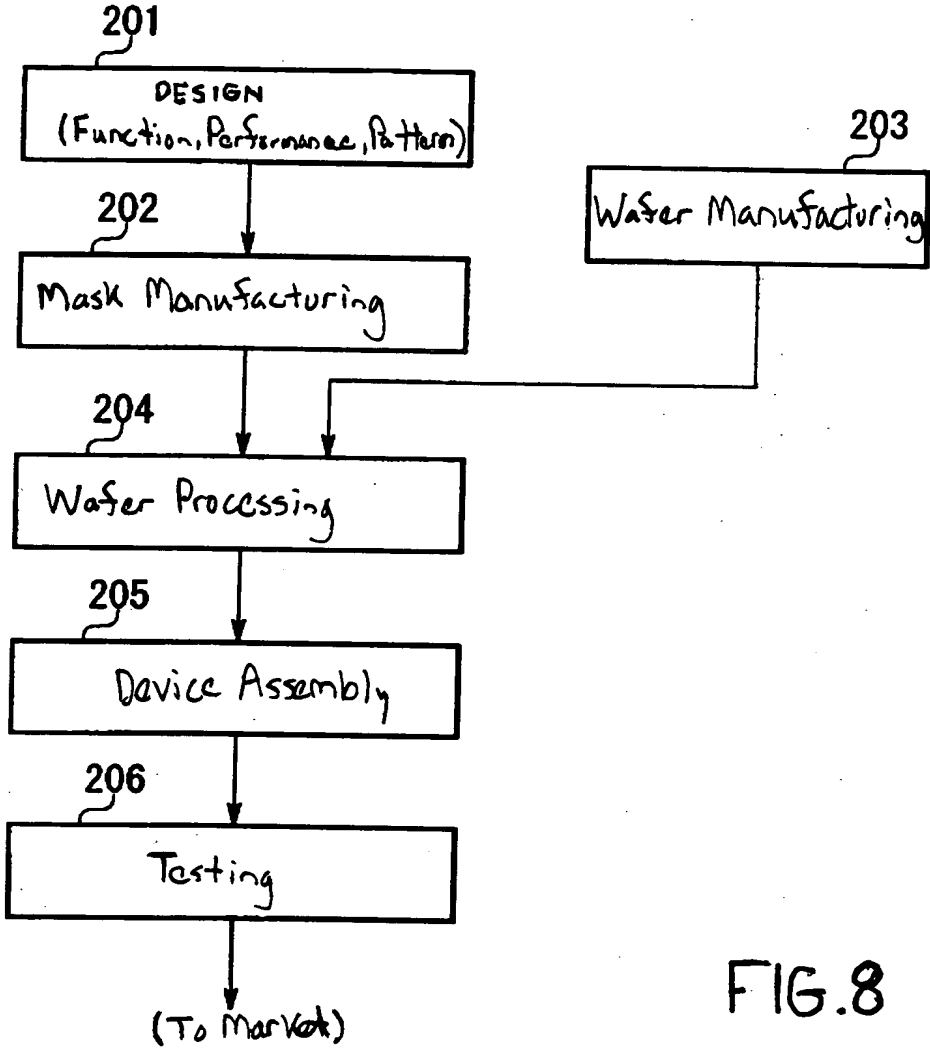 201
DESIGN
(Function, Performance, Pattern)
203
Wafer Manufacturing
202
Mask Manufacturing
204
Wafer Processing
205
Device Assembly
206
Testing
(To Market)
FIG.8